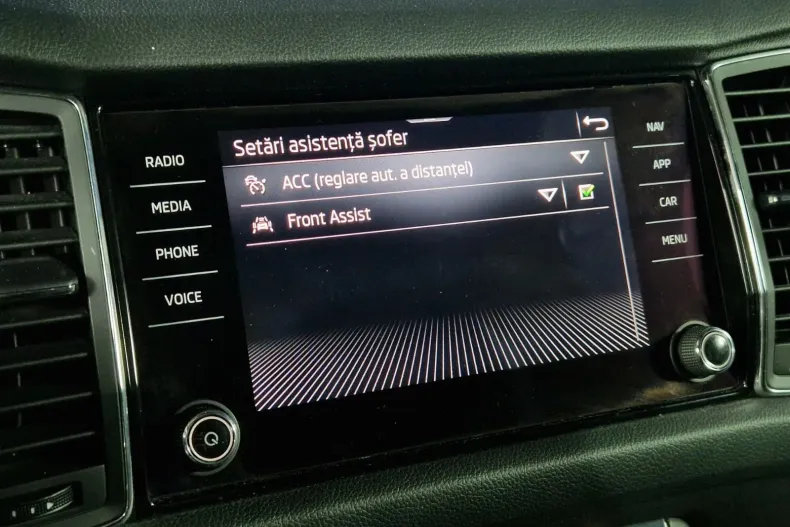 RADIO
MEDIA
PHONE
VOICE
Setări asistență șofer
ACC (reglare aut. a distanței)
Front Assist
NAV
APP
CAR
MENU